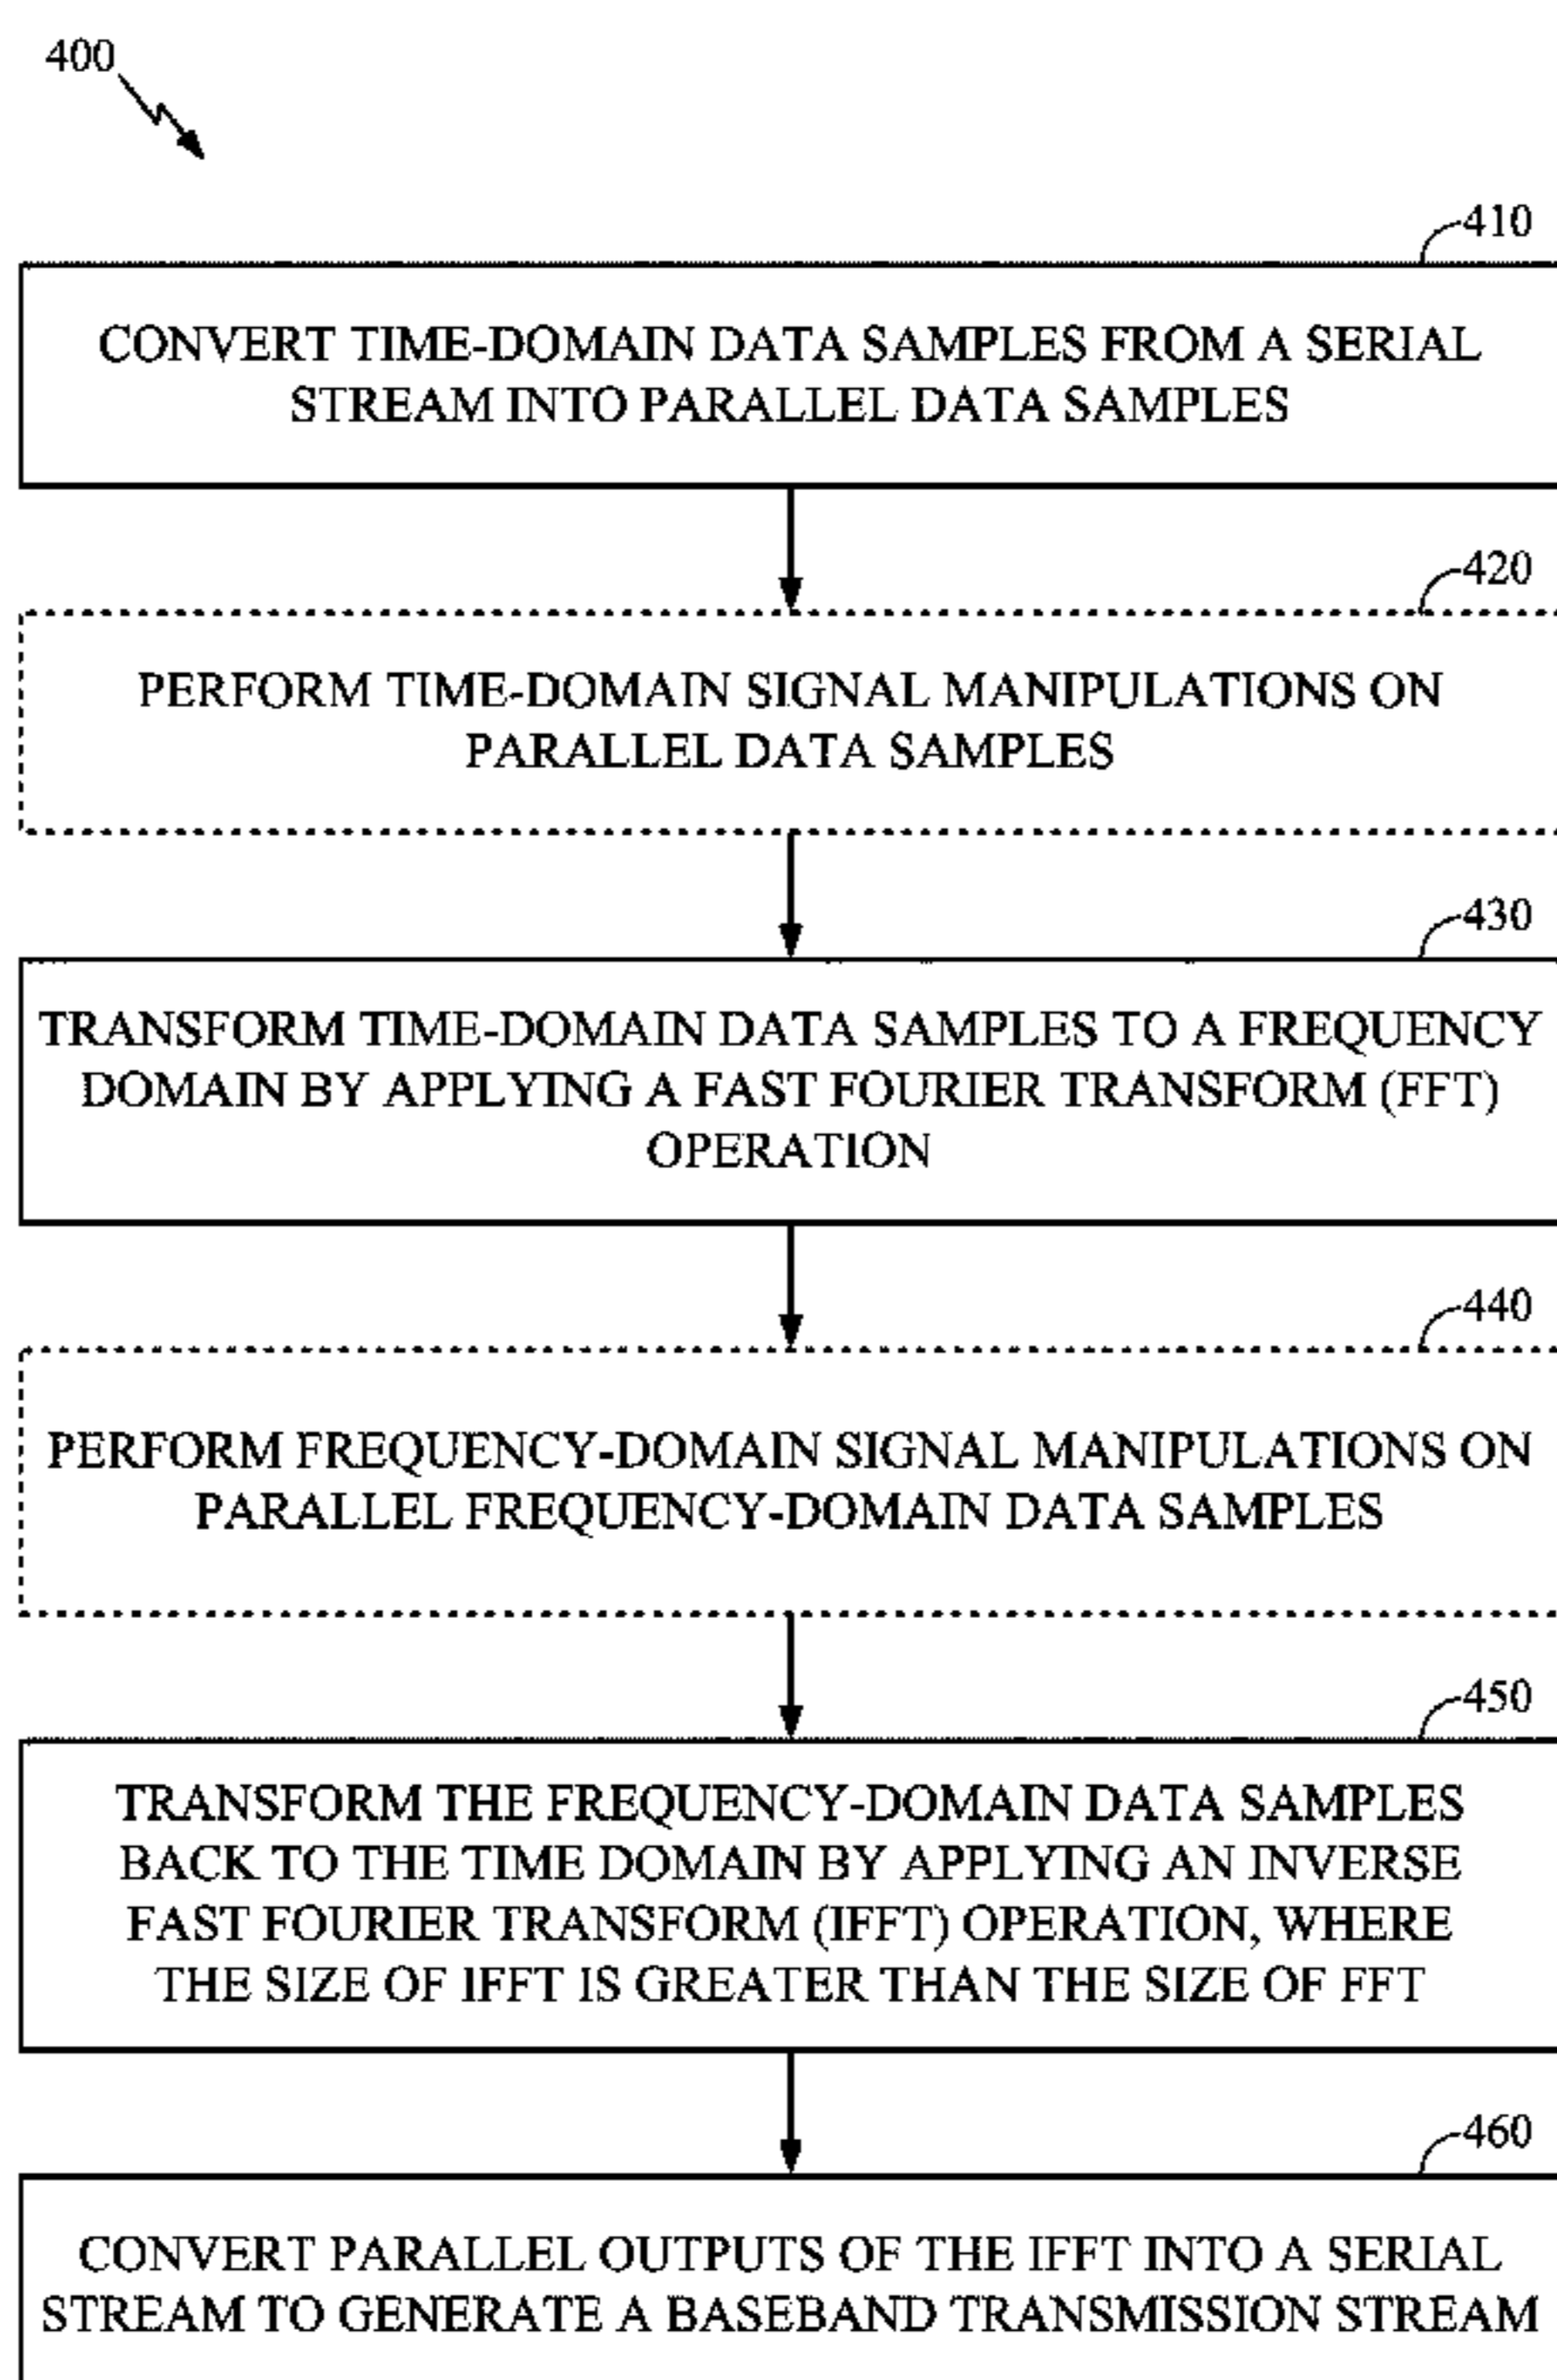 400
410
CONVERT TIME-DOMAIN DATA SAMPLES FROM A SERIAL
STREAM INTO PARALLEL DATA SAMPLES
420
PERFORM TIME-DOMAIN SIGNAL MANIPULATIONS ON
PARALLEL DATA SAMPLES
430
TRANSFORM TIME-DOMAIN DATA SAMPLES TO A FREQUENCY
DOMAIN BY APPLYING A FAST FOURIER TRANSFORM (FFT)
OPERATION
440
PERFORM FREQUENCY-DOMAIN SIGNAL MANIPULATIONS ON
PARALLEL FREQUENCY-DOMAIN DATA SAMPLES
450
TRANSFORM THE FREQUENCY-DOMAIN DATA SAMPLES
BACK TO THE TIME DOMAIN BY APPLYING AN INVERSE
FAST FOURIER TRANSFORM (IFFT) OPERATION, WHERE
THE SIZE OF IFFT IS GREATER THAN THE SIZE OF FFT
460
CONVERT PARALLEL OUTPUTS OF THE IFFT INTO A SERIAL
STREAM TO GENERATE A BASEBAND TRANSMISSION STREAM